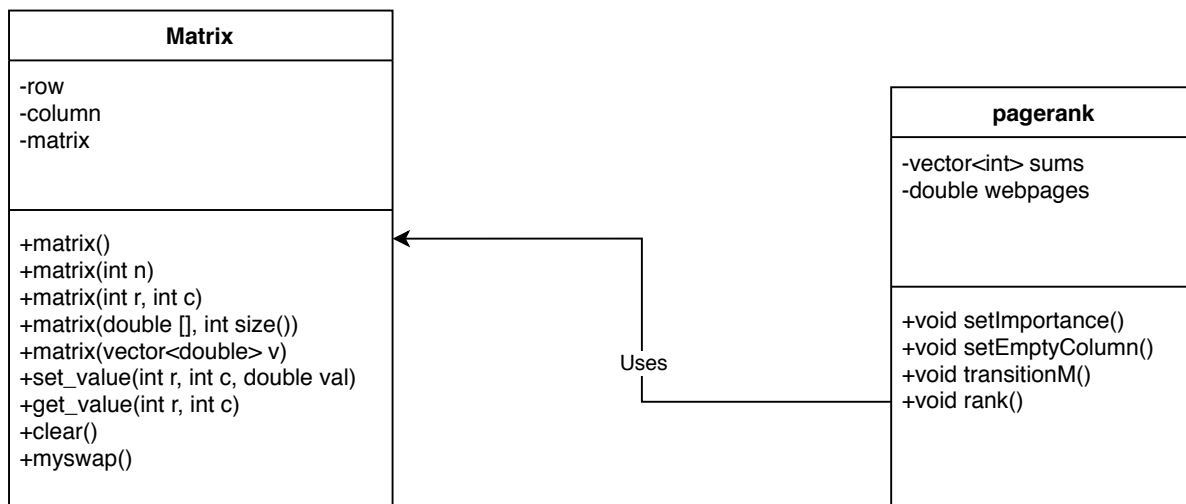 Matrix
-row
-column
-matrix
+matrix()
+matrix(int n)
+matrix(int r, int c)
+matrix(double [], int size())
+matrix(vector<double> v)
+set_value(int r, int c, double val)
+get_value(int r, int c)
+clear()
+myswap()
Uses
pagerank
-vector<int> sums
-double webpages
+void setImportance()
+void setEmptyColumn()
+void transitionM()
+void rank()